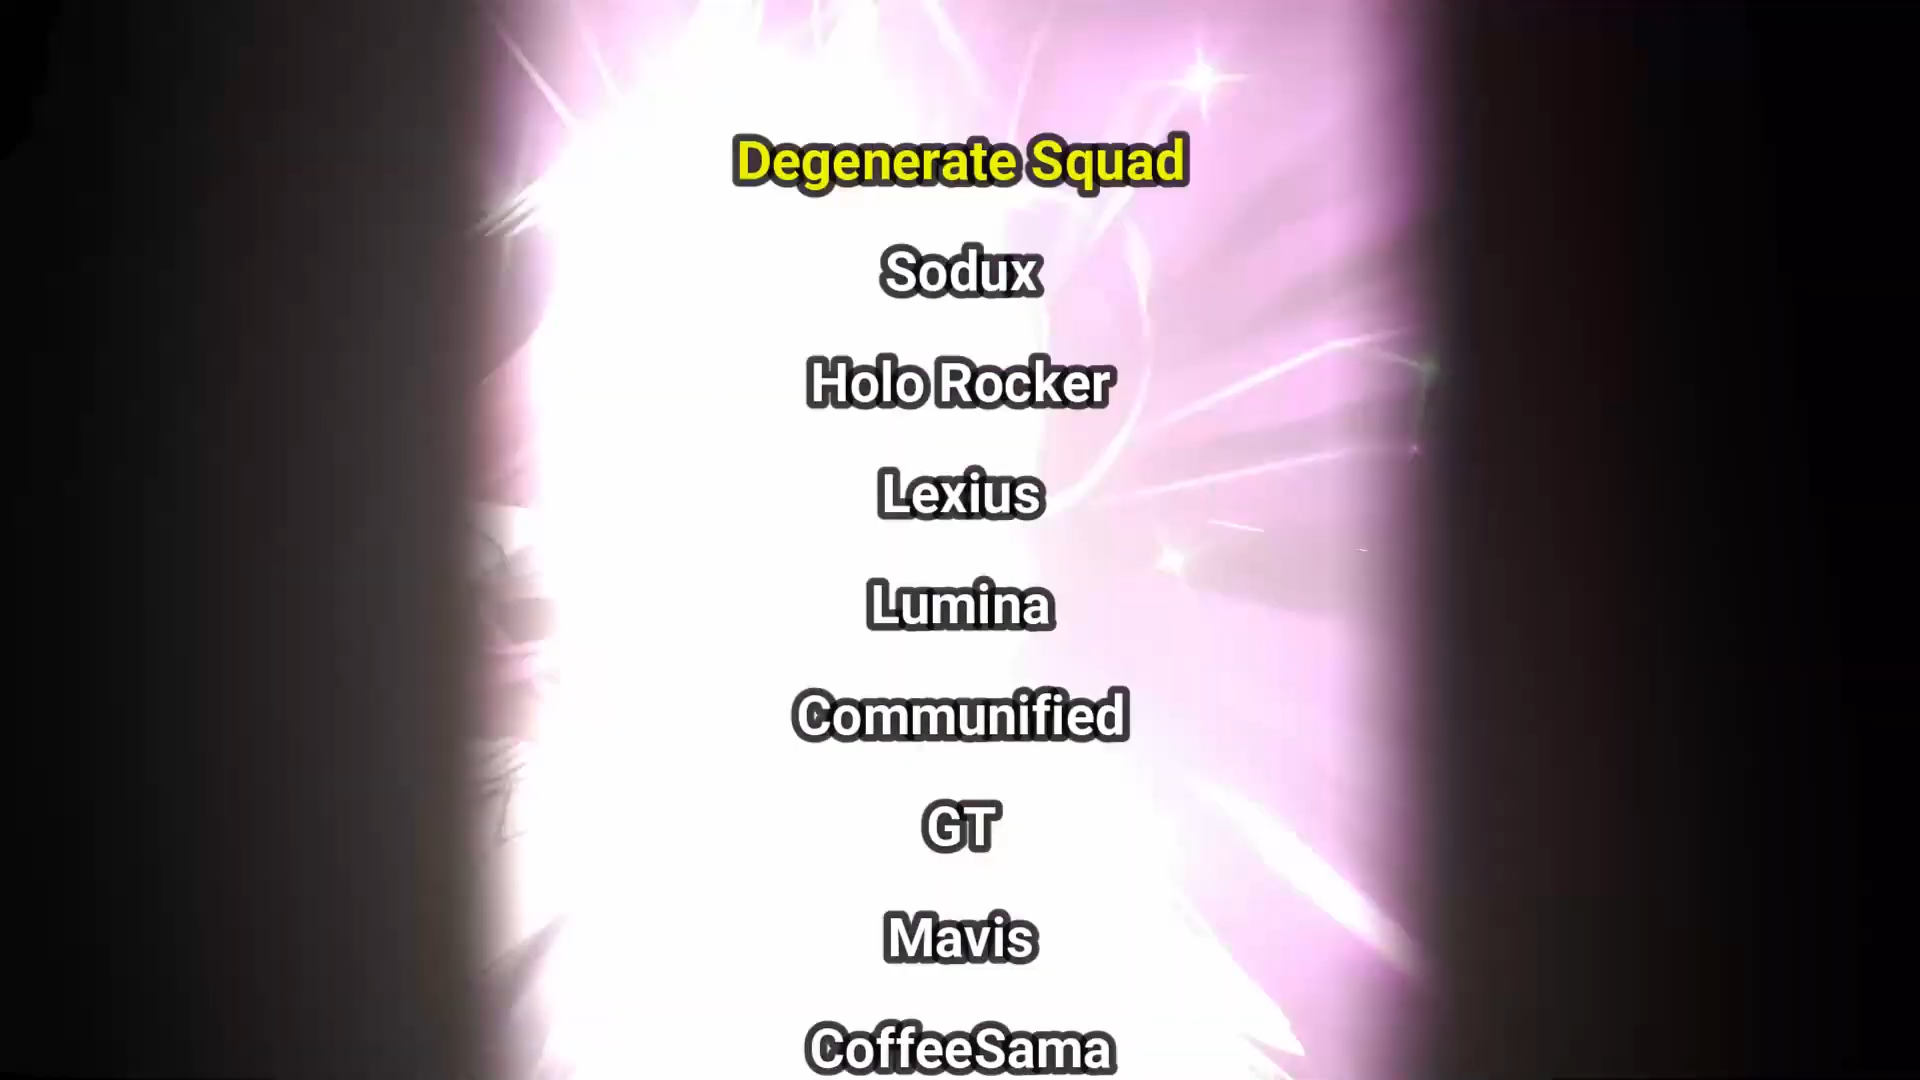 Degenerate Squad
Sodux
Holo Rocker
Lexius
Lumina
Communified
GT
Mavis
CoffeeSama